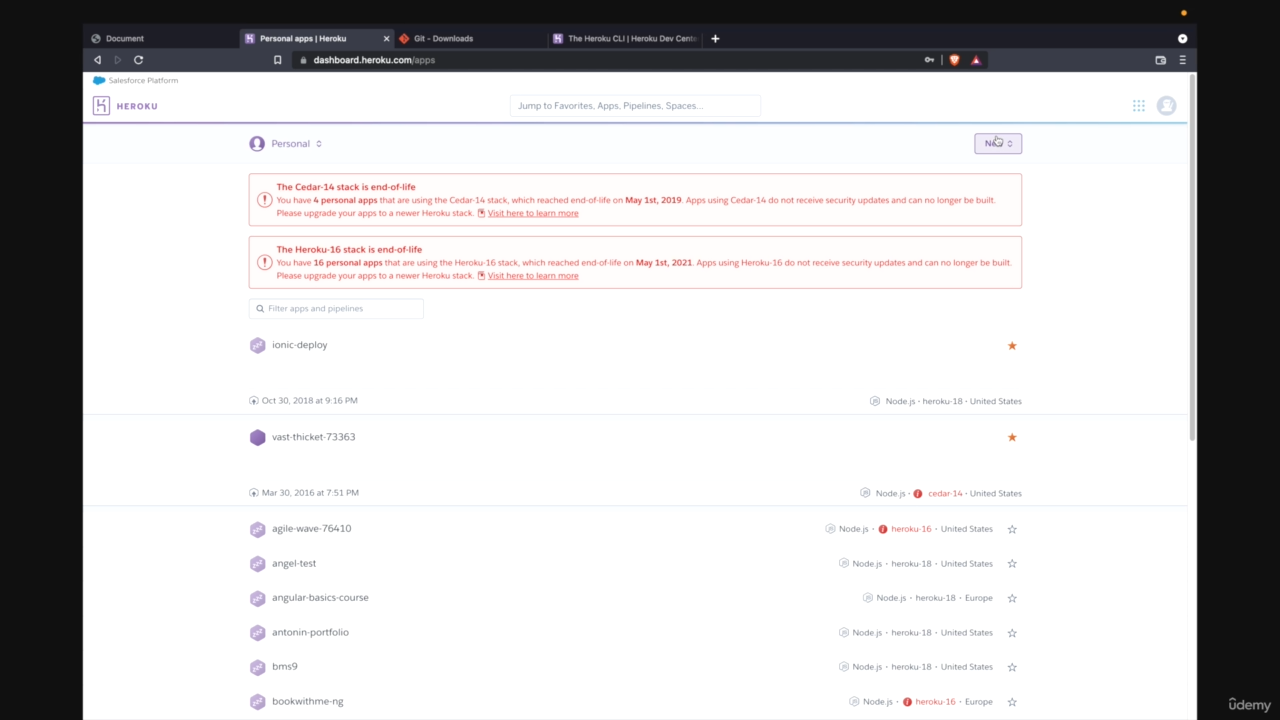 Document
Personal apps | Heroku
Git - Downloads
The Heroku CLI | Heroku Dev Cente
dashboard.heroku.com/apps
Salesforce Platform
HEROKU
Jump to Favorites, Apps, Pipelines, Spaces...
Personal
The Cedar-14 stack is end-of-life
You have 4 personal apps that are using the Cedar-14 stack, which reached end-of-life on May 1st, 2019. Apps using Cedar-14 do not receive security updates and can no longer be built.
Please upgrade your apps to a newer Heroku stack. Visit here to learn more
The Heroku-16 stack is end-of-life
You have 16 personal apps that are using the Heroku-16 stack, which reached end-of-life on May 1st, 2021. Apps using Heroku-16 do not receive security updates and can no longer be built.
Please upgrade your apps to a newer Heroku stack. Visit here to learn more
Filter apps and pipelines
ionic-deploy
Oct 30, 2018 at 9:16 PM
Node.js · heroku-18 · United States
vast-thicket-73363
Mar 30, 2016 at 7:51 PM
Node.js · cedar-14 · United States
agile-wave-76410
Node.js · heroku-16 · United States
angel-test
Node.js · heroku-18 · United States
angular-basics-course
Node.js · heroku-18 · Europe
antonin-portfolio
Node.js · heroku-18 · United States
bms9
Node.js · heroku-18 · United States
bookwithme-ng
Node.js · heroku-16 · Europe
ûdemy